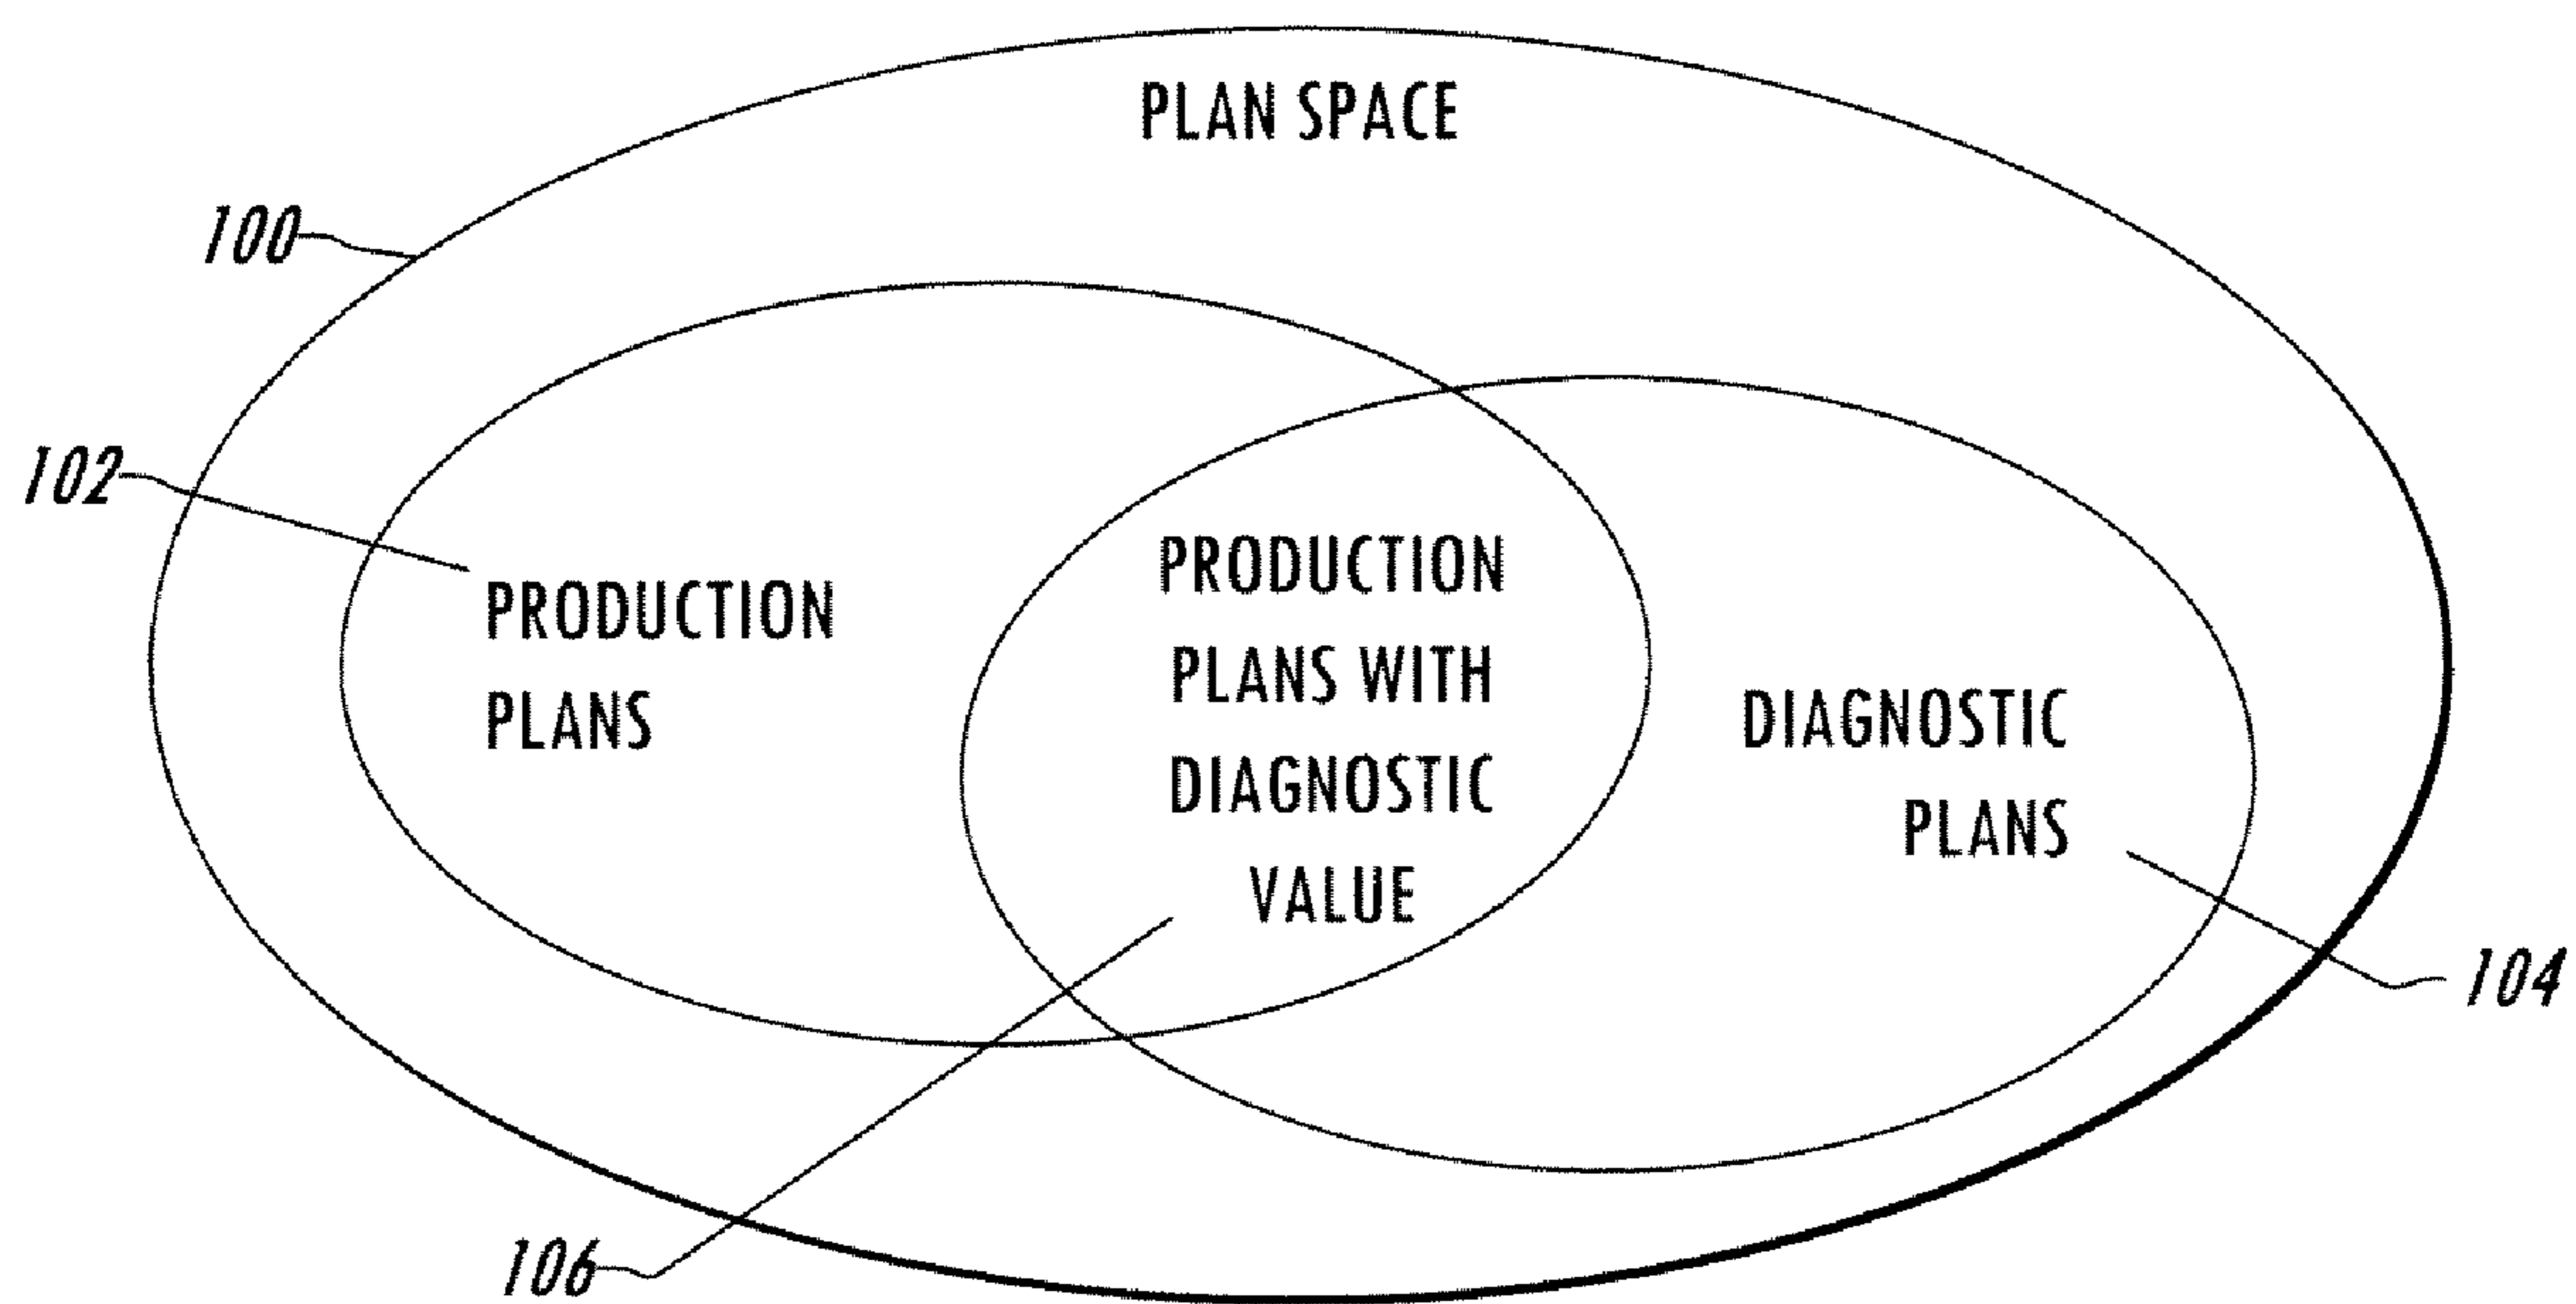 PLAN SPACE
100
102
PRODUCTION
PLANS
PRODUCTION
PLANS WITH
DIAGNOSTIC
VALUE
DIAGNOSTIC
PLANS
104
106